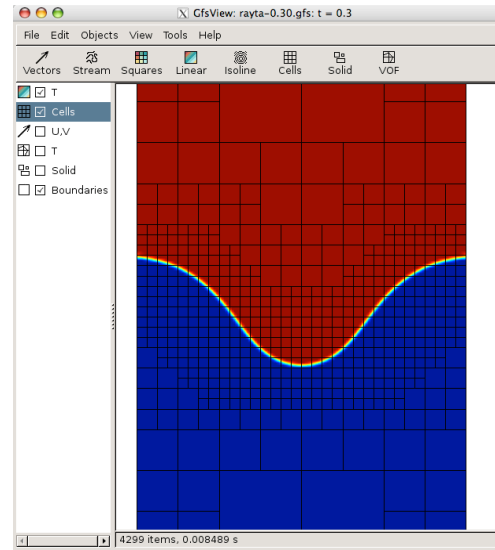 GfsView: rayta-0.30.gfs: t = 0.3
File Edit Objects View Tools Help
Vectors Stream Squares Linear Isoline Cells Solid VOF
T
Cells
U,V
T
Solid
Boundaries
4299 items, 0.008489 s